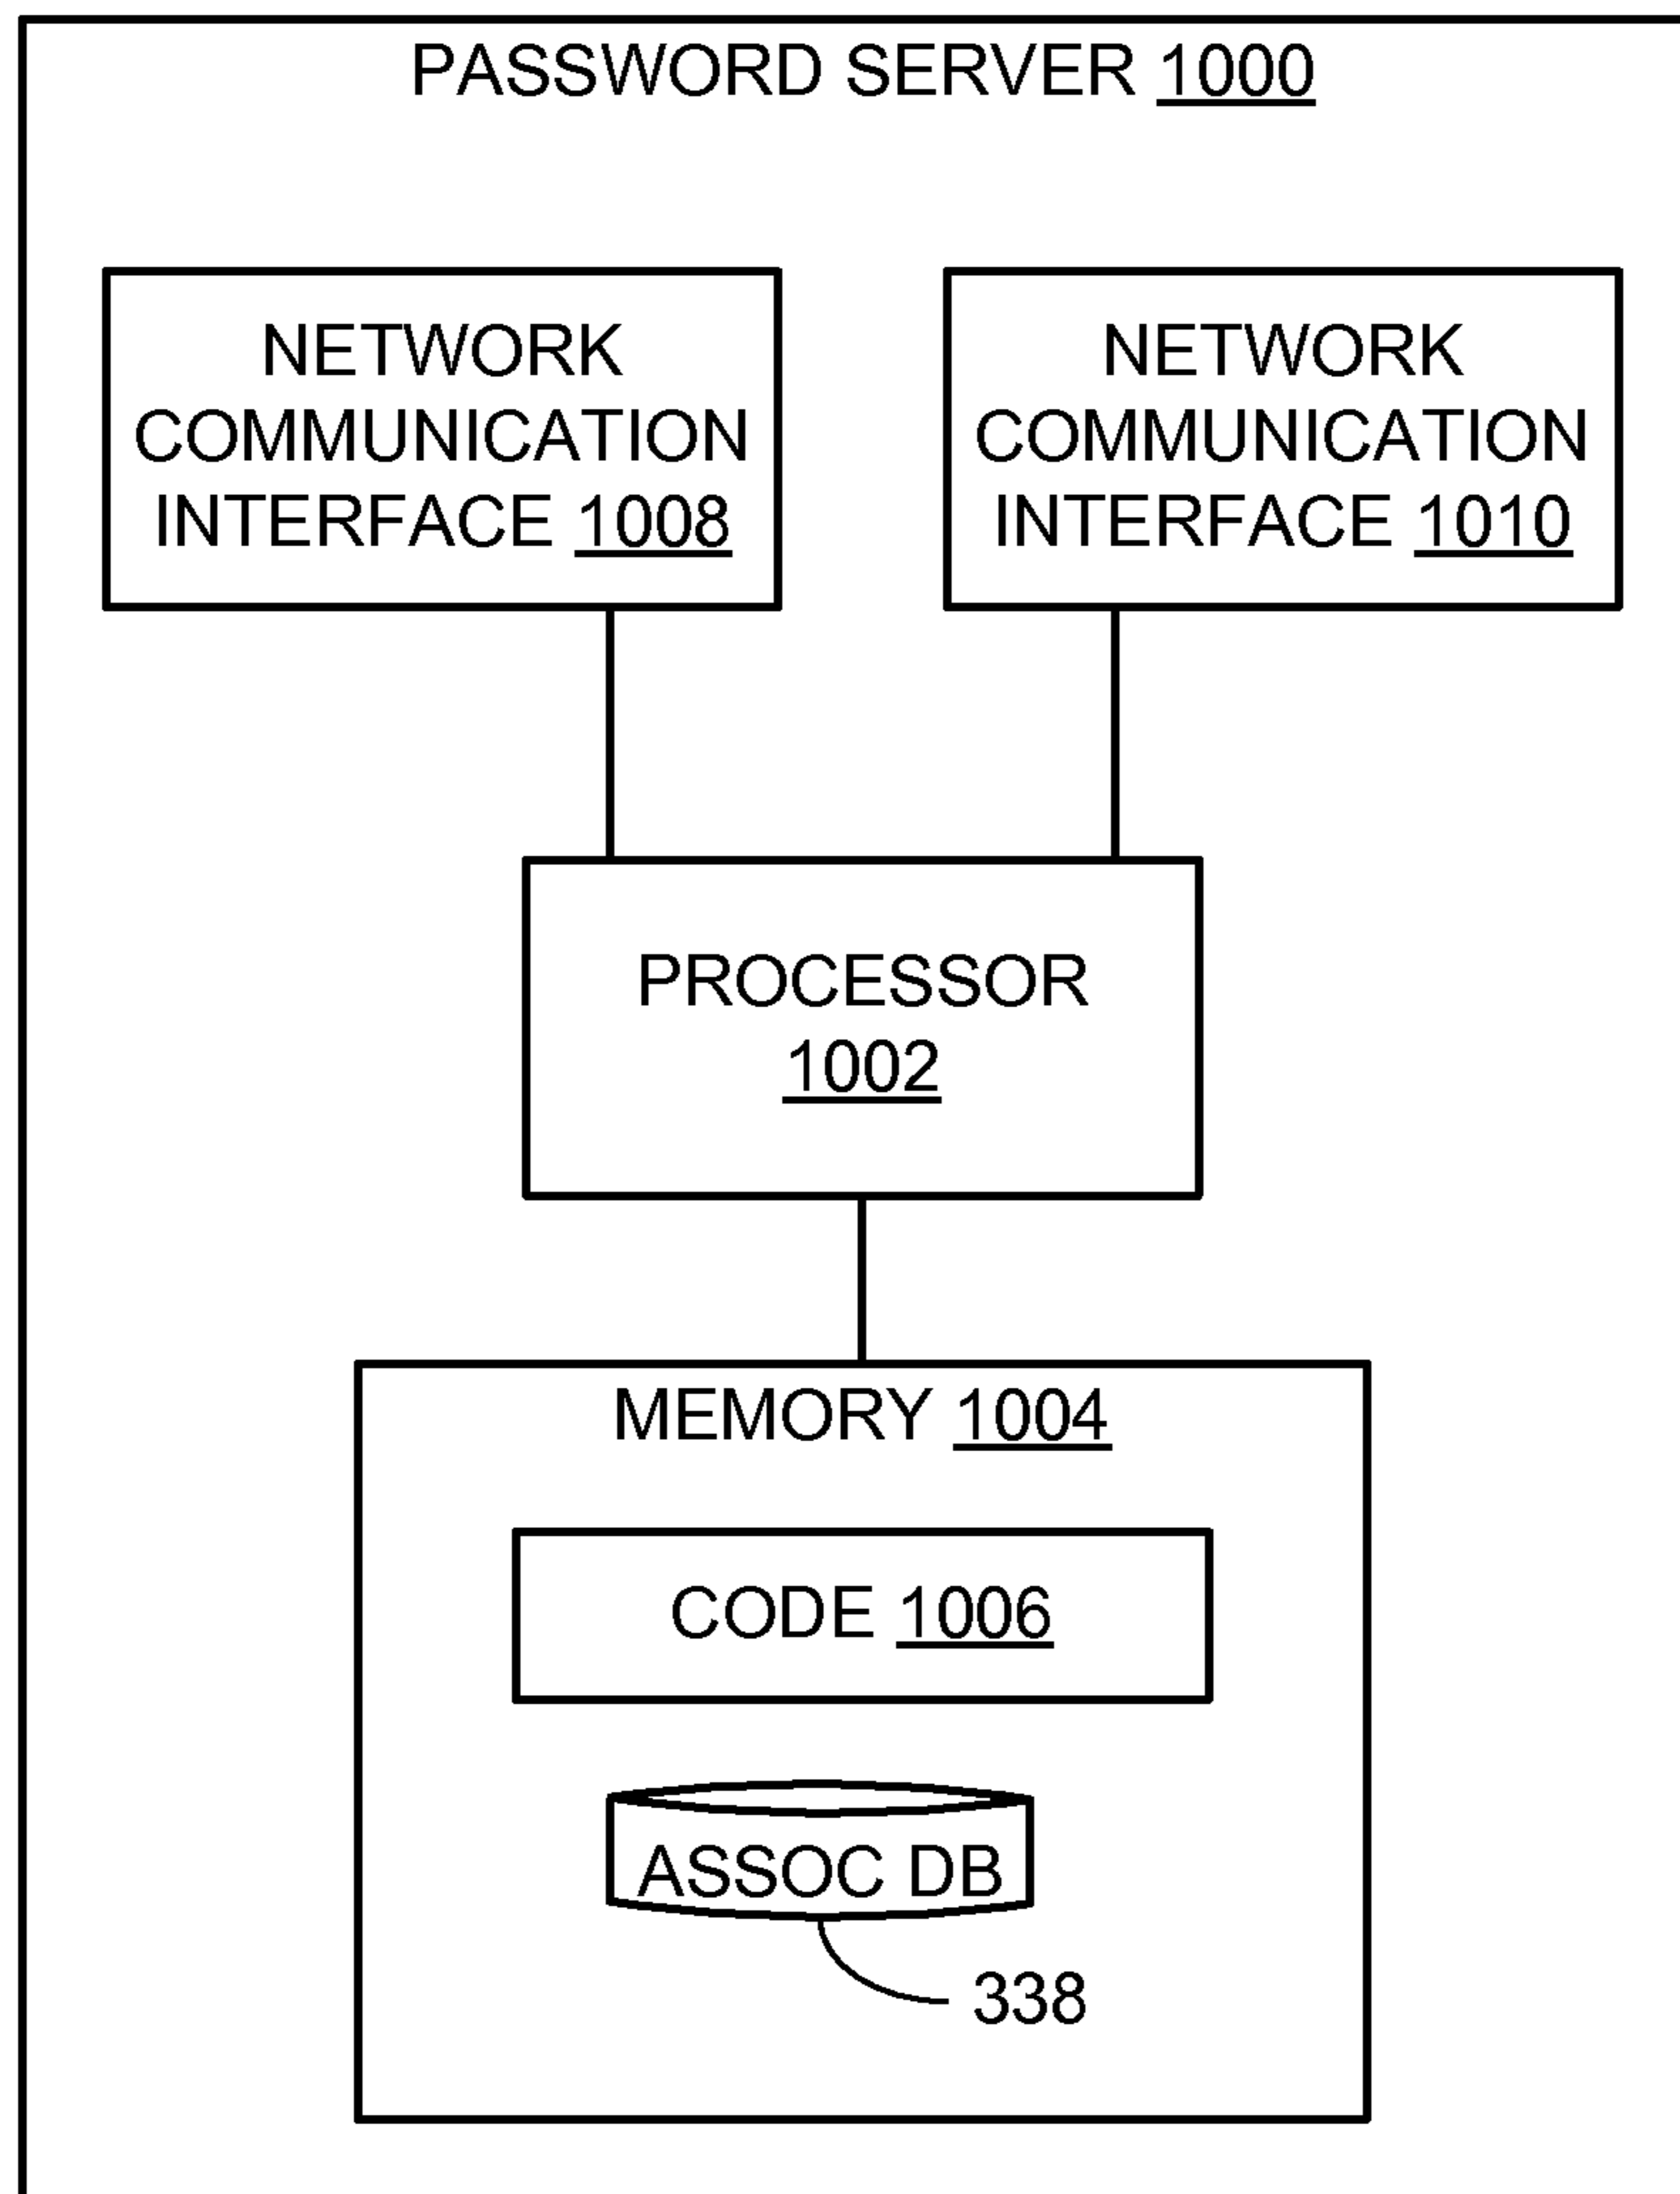 PASSWORD SERVER 1000
NETWORK
COMMUNICATION
INTERFACE 1008
NETWORK
COMMUNICATION
INTERFACE 1010
PROCESSOR
1002
MEMORY 1004
CODE 1006
ASSOC DB
338